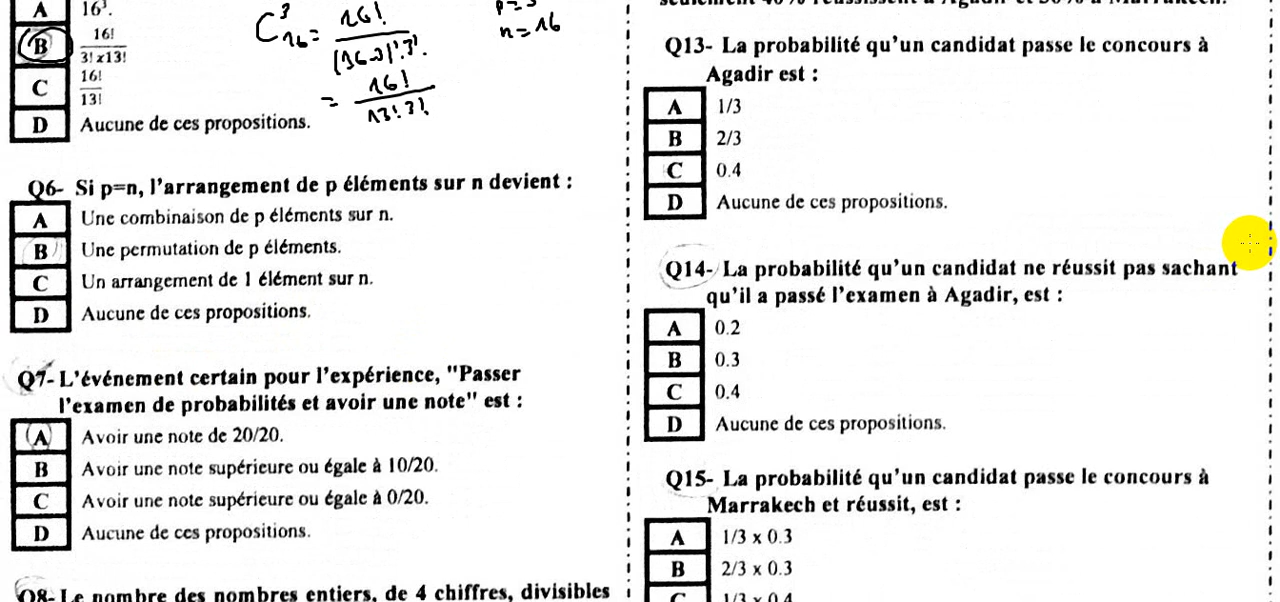 A 16³.
B 16! / 3!x13!
C 16! / 13!
D Aucune de ces propositions.
n=16
= 16! / 13!3!
Q6- Si p=n, l'arrangement de p éléments sur n devient :
A Une combinaison de p éléments sur n.
B Une permutation de p éléments.
C Un arrangement de 1 élément sur n.
D Aucune de ces propositions.
Q7- L'événement certain pour l'expérience, "Passer
l'examen de probabilités et avoir une note" est :
A Avoir une note de 20/20.
B Avoir une note supérieure ou égale à 10/20.
C Avoir une note supérieure ou égale à 0/20.
D Aucune de ces propositions.
Q8- Le nombre des nombres entiers, de 4 chiffres, divisibles
Q13- La probabilité qu'un candidat passe le concours à
Agadir est :
A 1/3
B 2/3
C 0.4
D Aucune de ces propositions.
Q14- La probabilité qu'un candidat ne réussit pas sachant
qu'il a passé l'examen à Agadir, est :
A 0.2
B 0.3
C 0.4
D Aucune de ces propositions.
Q15- La probabilité qu'un candidat passe le concours à
Marrakech et réussit, est :
A 1/3 x 0.3
B 2/3 x 0.3
C 1/3 x 0.4